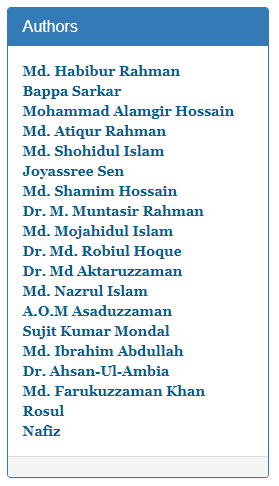 Authors
Md. Habibur Rahman
Bappa Sarkar
Mohammad Alamgir Hossain
Md. Atiqur Rahman
Md. Shohidul Islam
Joyassree Sen
Md. Shamim Hossain
Dr. M. Muntasir Rahman
Md. Mojahidul Islam
Dr. Md. Robiul Hoque
Dr. Md Aktaruzzaman
Md. Nazrul Islam
A.O.M Asaduzzaman
Sujit Kumar Mondal
Md. Ibrahim Abdullah
Dr. Ahsan-Ul-Ambia
Md. Farukuzzaman Khan
Rosul
Nafiz